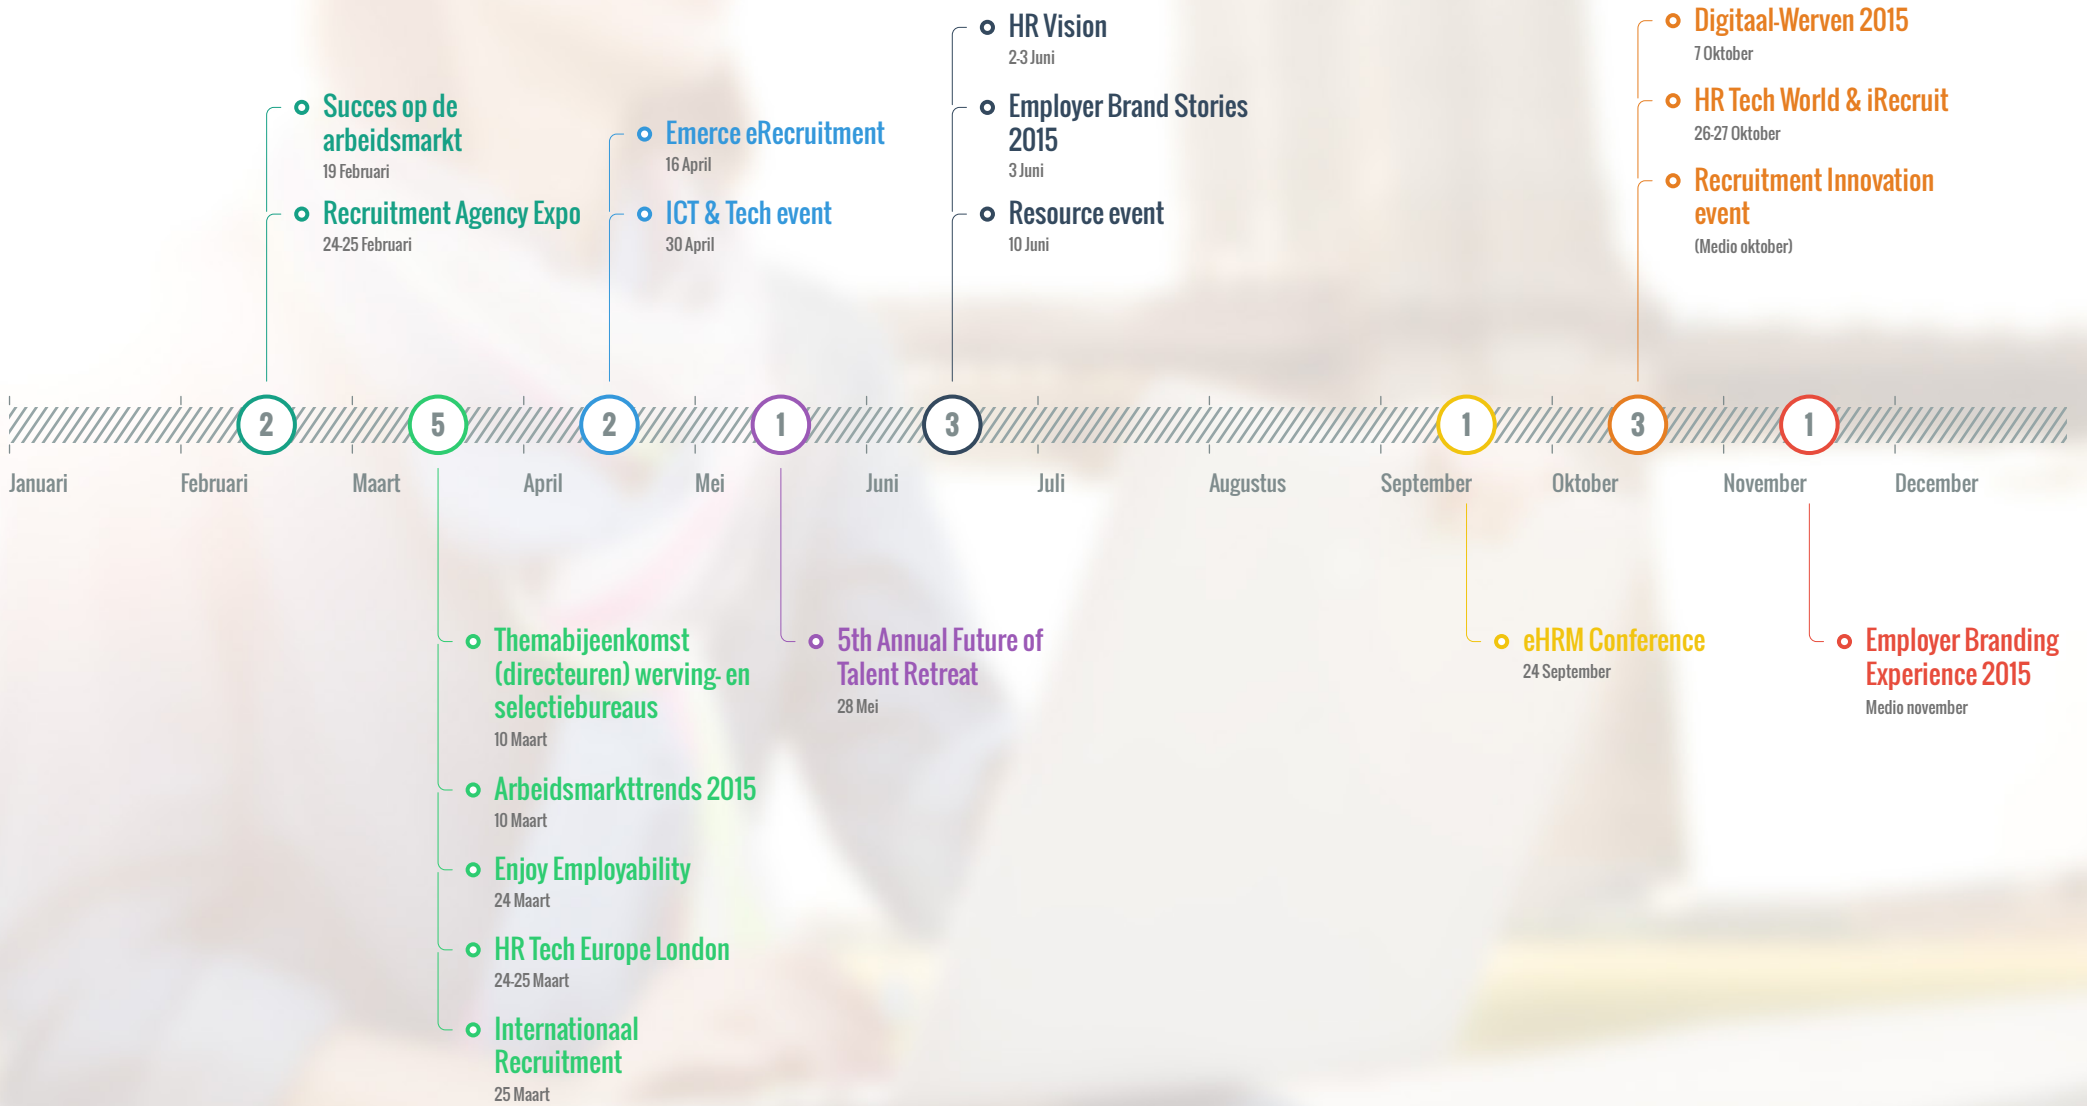 HR Vision
2-3 Juni
Digitaal-Werven 2015
7 Oktober
Succes op de
arbeidsmarkt
19 Februari
Emerce eRecruitment
16 April
Employer Brand Stories
2015
3 Juni
HR Tech World & iRecruit
26-27 Oktober
Recruitment Agency Expo
24-25 Februari
ICT & Tech event
30 April
Resource event
10 Juni
Recruitment Innovation
event
(Medio oktober)
2
5
2
1
3
1
3
1
Januari
Februari
Maart
April
Mei
Juni
Juli
Augustus
September
Oktober
November
December
Themabijeenkomst
(directeuren) werving- en
selectiebureaus
10 Maart
Arbeidsmarkttrends 2015
10 Maart
Enjoy Employability
24 Maart
HR Tech Europe London
24-25 Maart
Internationaal
Recruitment
25 Maart
5th Annual Future of
Talent Retreat
28 Mei
eHRM Conference
24 September
Employer Branding
Experience 2015
Medio november